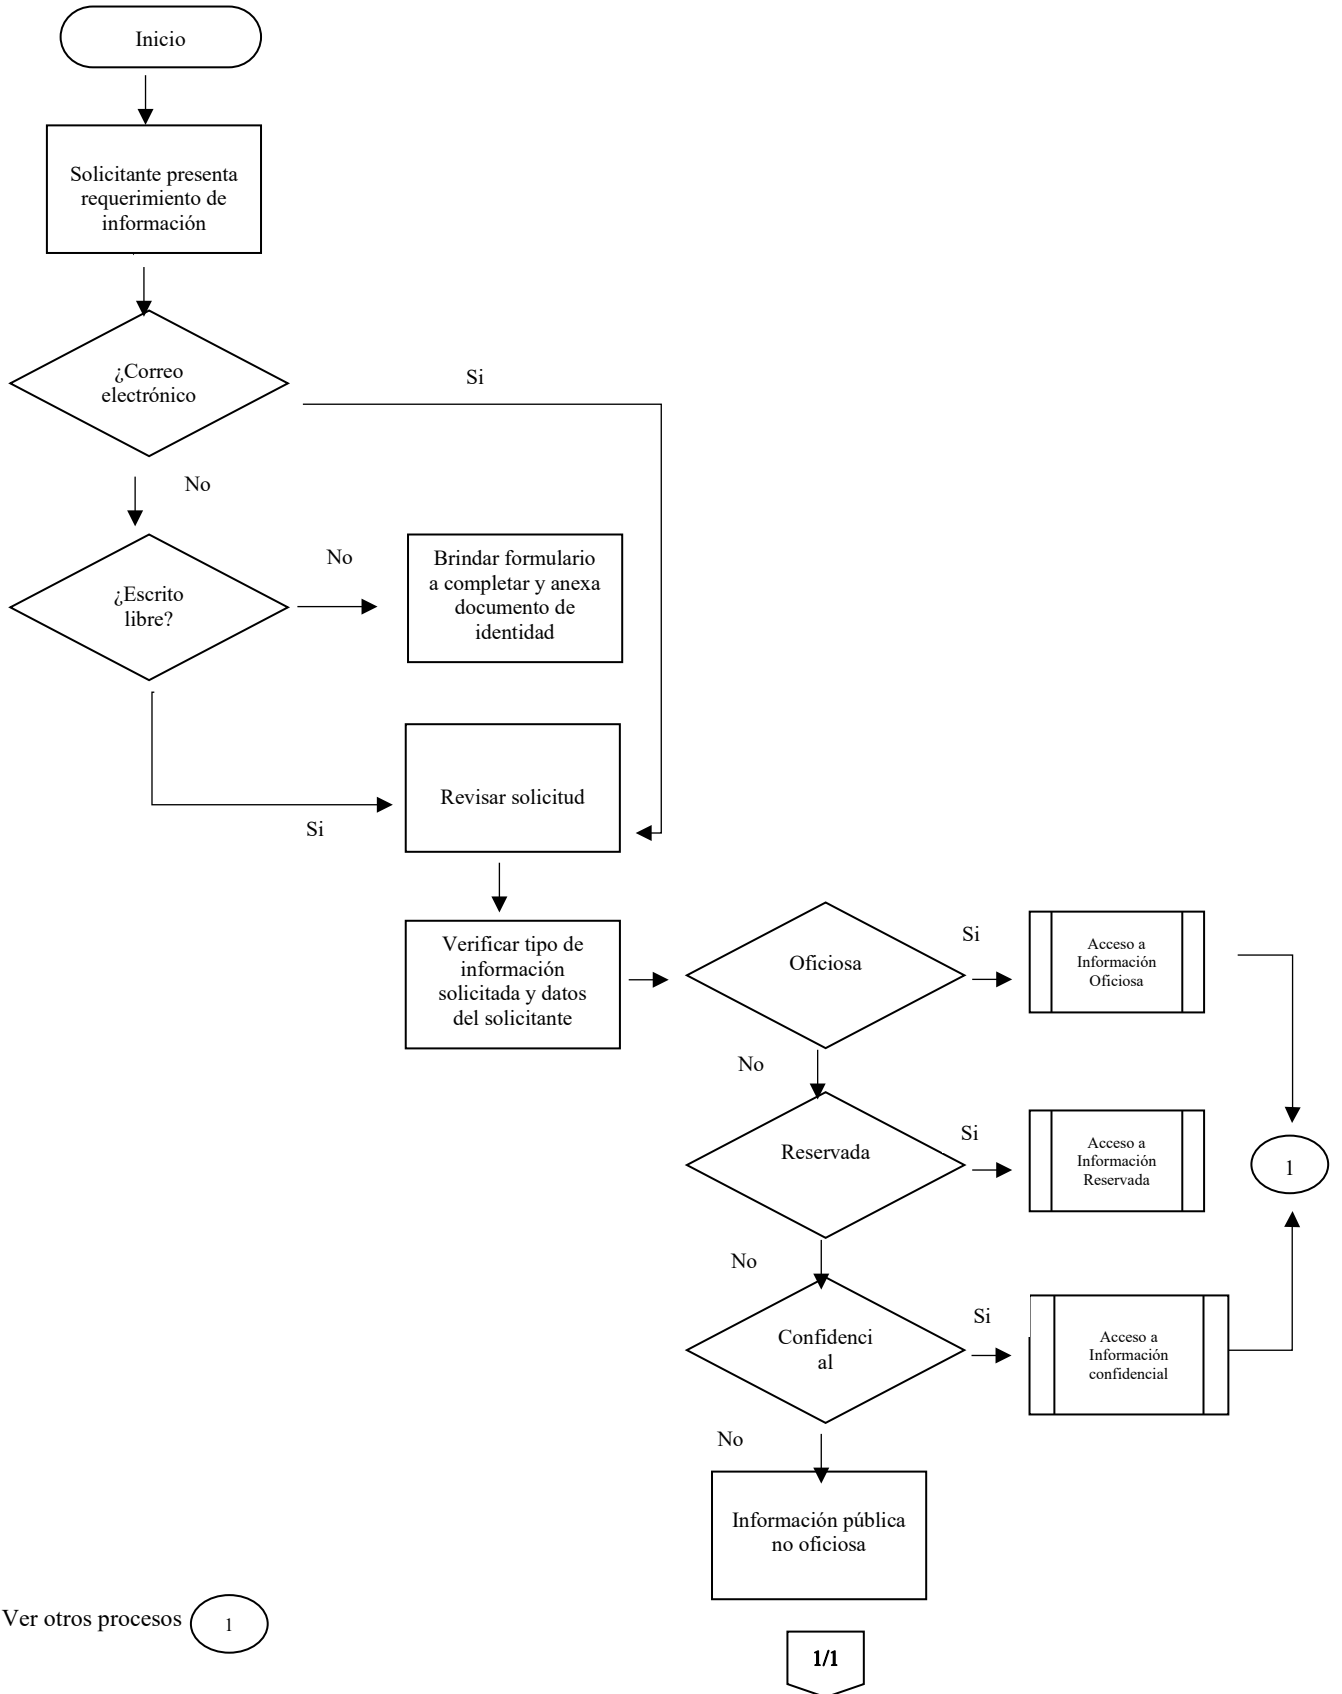 Inicio
Solicitante presenta
requerimiento de
información
¿Correo
electrónico
Si
No
¿Escrito
libre?
No
Brindar formulario
a completar y anexa
documento de
identidad
Revisar solicitud
Si
Verificar tipo de
información
solicitada y datos
del solicitante
Oficiosa
Si
Acceso a
Información
Oficiosa
No
Reservada
Si
Acceso a
Información
Reservada
1
No
Confidenci
al
Si
Acceso a
Información
confidencial
No
Información pública
no oficiosa
Ver otros procesos
1
1/1